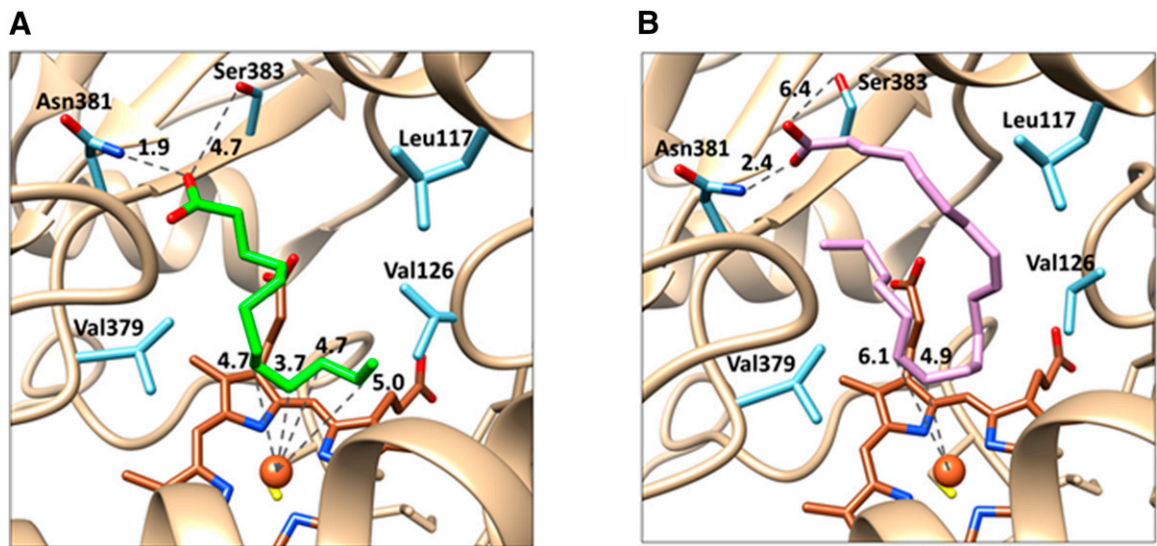 A
Ser383
Asn381
1.9
4.7
Leu117
Val126
Val379
4.7
3.7
4.7
5.0
B
6.4
Ser383
Leu117
Asn381
2.4
Val126
Val379
6.1
4.9